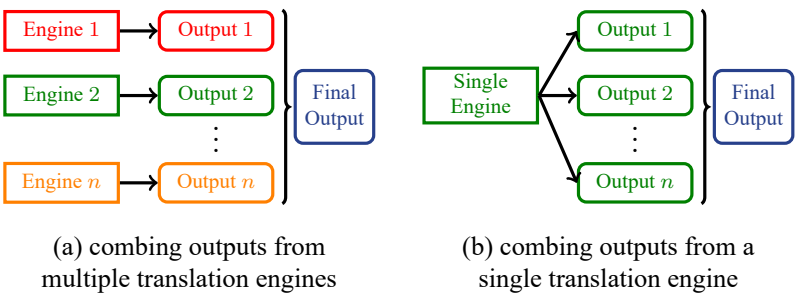 Engine 1
Output 1
Engine 2
Output 2
⋮
Engine n
Output n
Final
Output
(a) combing outputs from
multiple translation engines
Single
Engine
Output 1
Output 2
⋮
Output n
Final
Output
(b) combing outputs from a
single translation engine